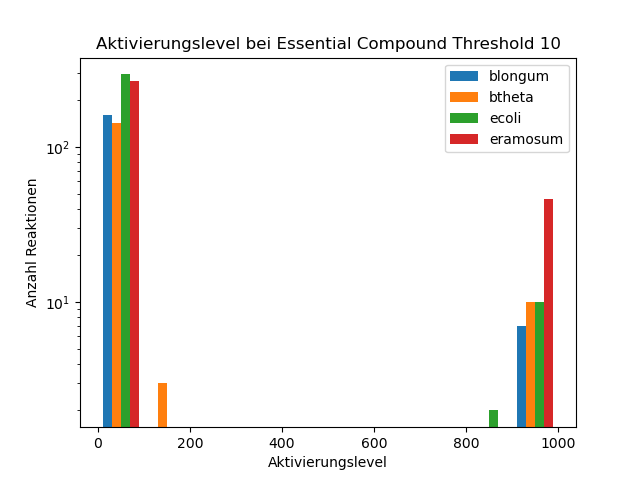 Aktivierungslevel bei Essential Compound Threshold 10
blongum
btheta
ecoli
eramosum
Anzahl Reaktionen
10²
10¹
0 200 400 600 800 1000
Aktivierungslevel